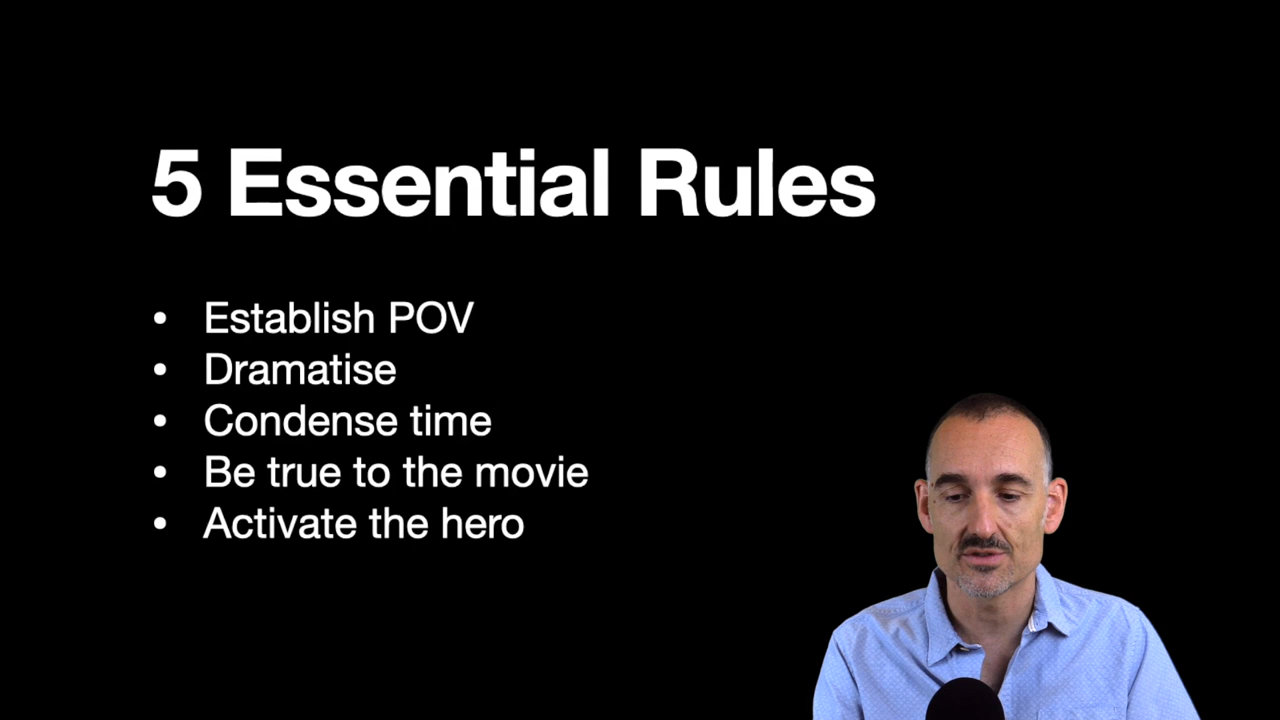 5 Essential Rules
• Establish POV
• Dramatise
• Condense time
• Be true to the movie
• Activate the hero